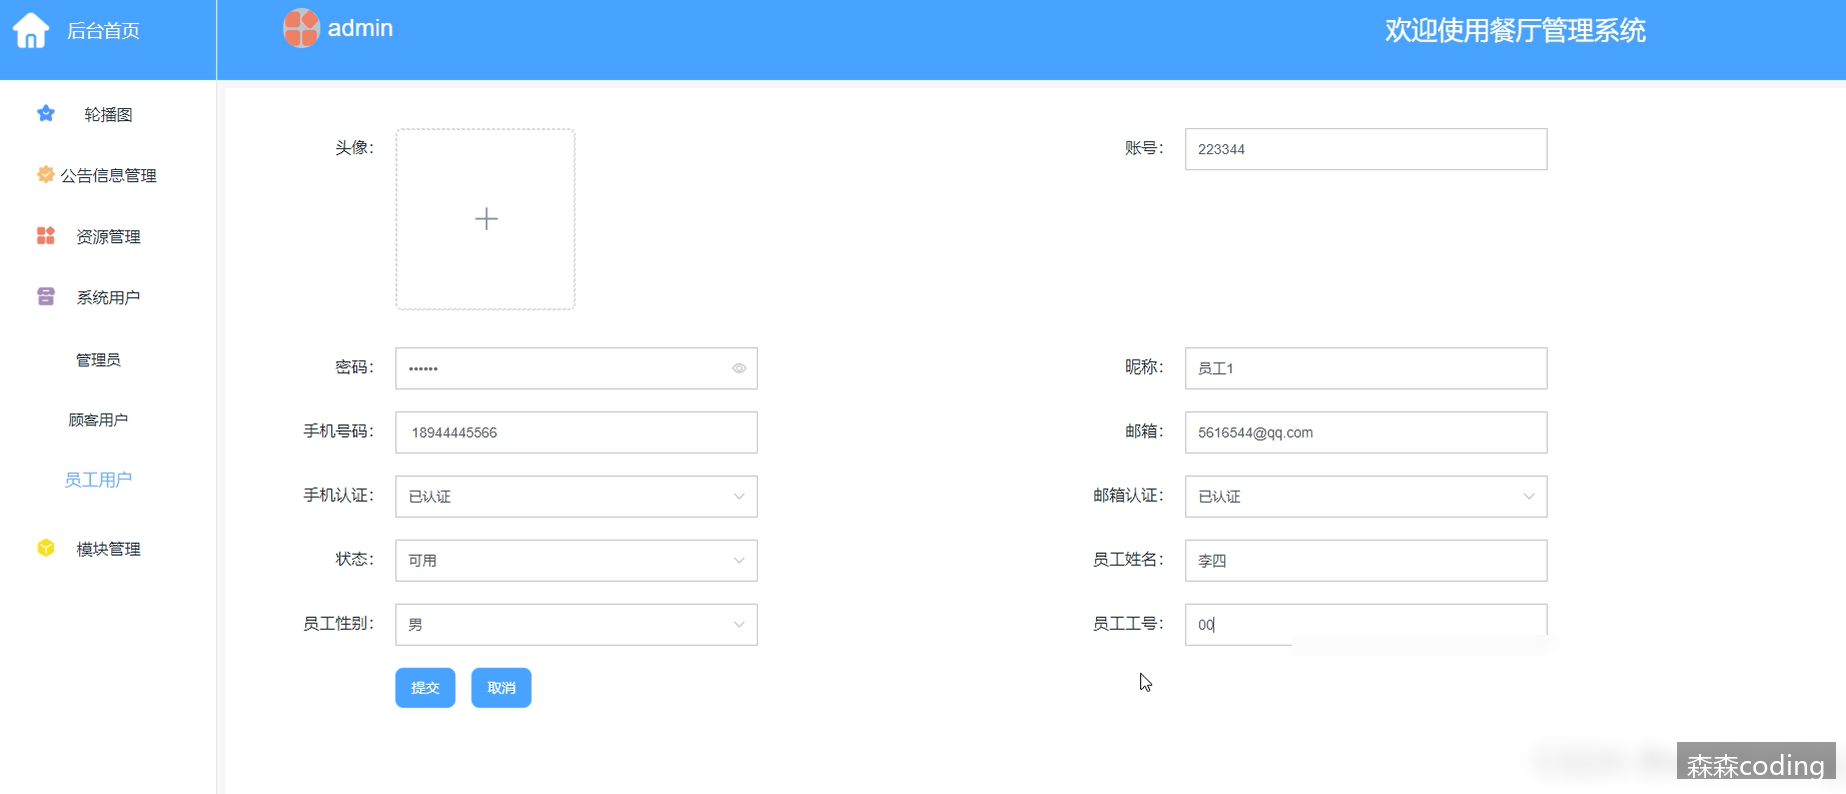 后台首页
admin
欢迎使用餐厅管理系统
轮播图
公告信息管理
资源管理
系统用户
管理员
顾客用户
员工用户
模块管理
头像：
账号： 223344
密码： ••••••
昵称： 员工1
手机号码： 18944445566
邮箱： 5616544@qq.com
手机认证： 已认证
邮箱认证： 已认证
状态： 可用
员工姓名： 李四
员工性别： 男
员工工号： 00
提交 取消
森森coding